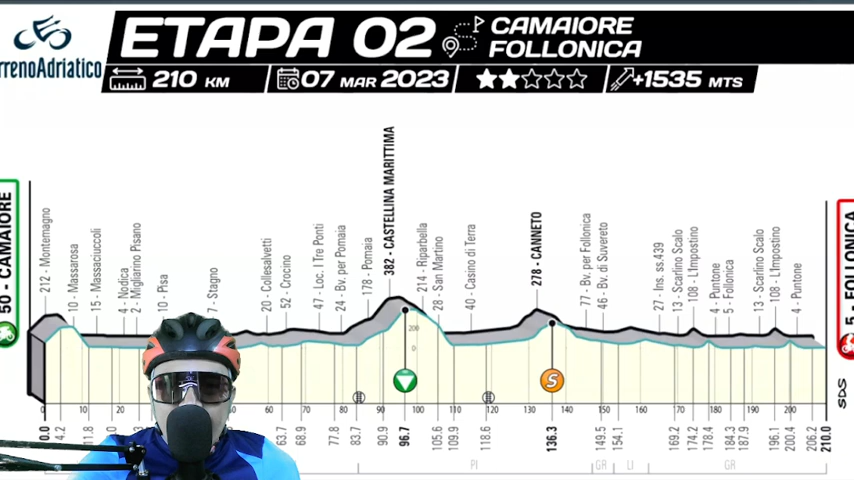 ETAPA 02
CAMAIORE
FOLLONICA
rrenoAdriatico
210 KM
07 MAR 2023
+1535 MTS
50 - CAMAIORE
212 - Montemagno
10 - Massarosa
15 - Massaciuccoli
4 - Nodica
2 - Migliarino Pisano
10 - Pisa
7 - Stagno
20 - Collesalvetti
52 - Crocino
47 - Loc. I Tre Ponti
24 - Bv. per Pomaia
178 - Pomaia
382 - CASTELLINA MARITTIMA
214 - Riparbella
28 - San Martino
40 - Casino di Terra
278 - CANNETO
77 - Bv. per Follonica
46 - Bv. di Suvereto
27 - Ins. ss.439
13 - Scarlino Scalo
108 - L'Impostino
4 - Puntone
5 - Follonica
13 - Scarlino Scalo
108 - L'Impostino
4 - Puntone
5 - FOLLONICA
200
0
S
SDS
0 10 20 60 70 80 90 100 110 120 130 140 150 160 170 180 190 200
0.0 4.2 11.8 63.7 68.9 77.8 83.7 90.9 96.7 105.6 109.9 118.6 136.3 149.5 154.1 169.2 174.2 178.4 184.3 187.9 196.1 200.4 206.2 210.0
PI GR LI GR